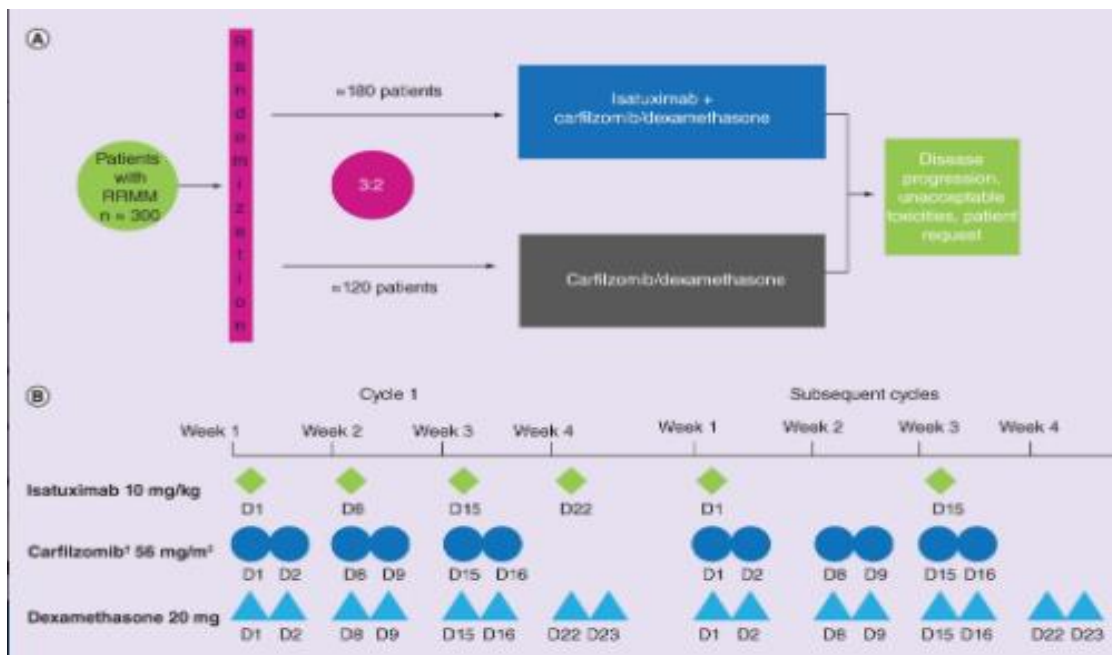 A
Randomization
≈180 patients
Isatuximab +
carfilzomib/dexamethasone
Patients
with
RRMM
n = 300
3:2
Disease
progression,
unacceptable
toxicities, patient
request
Carfilzomib/dexamethasone
≈120 patients
B
Cycle 1 Subsequent cycles
Week 1 Week 2 Week 3 Week 4 Week 1 Week 2 Week 3 Week 4
Isatuximab 10 mg/kg
D1 D8 D15 D22 D1 D15
Carfilzomib† 56 mg/m²
D1 D2 D8 D9 D15 D16 D1 D2 D8 D9 D15 D16
Dexamethasone 20 mg
D1 D2 D8 D9 D15 D16 D22 D23 D1 D2 D8 D9 D15 D16 D22 D23